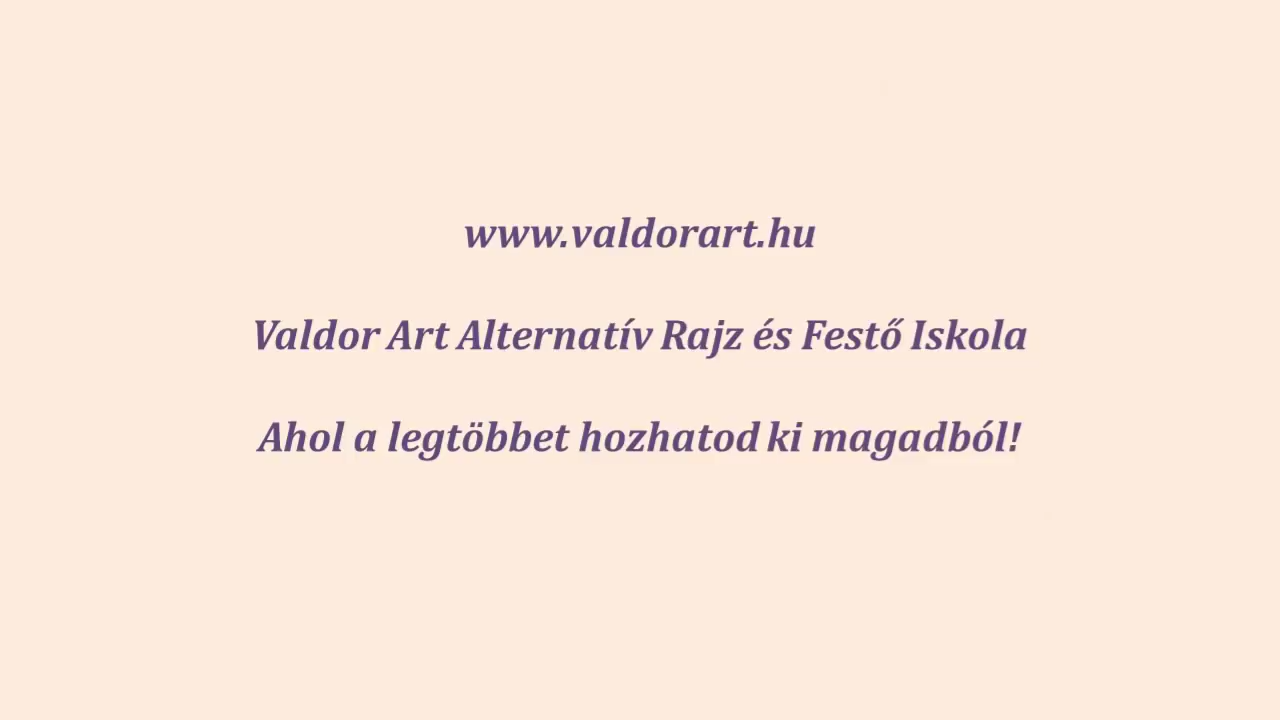 www.valdorart.hu
Valdor Art Alternatív Rajz és Festő Iskola
Ahol a legtöbbet hozhatod ki magadból!